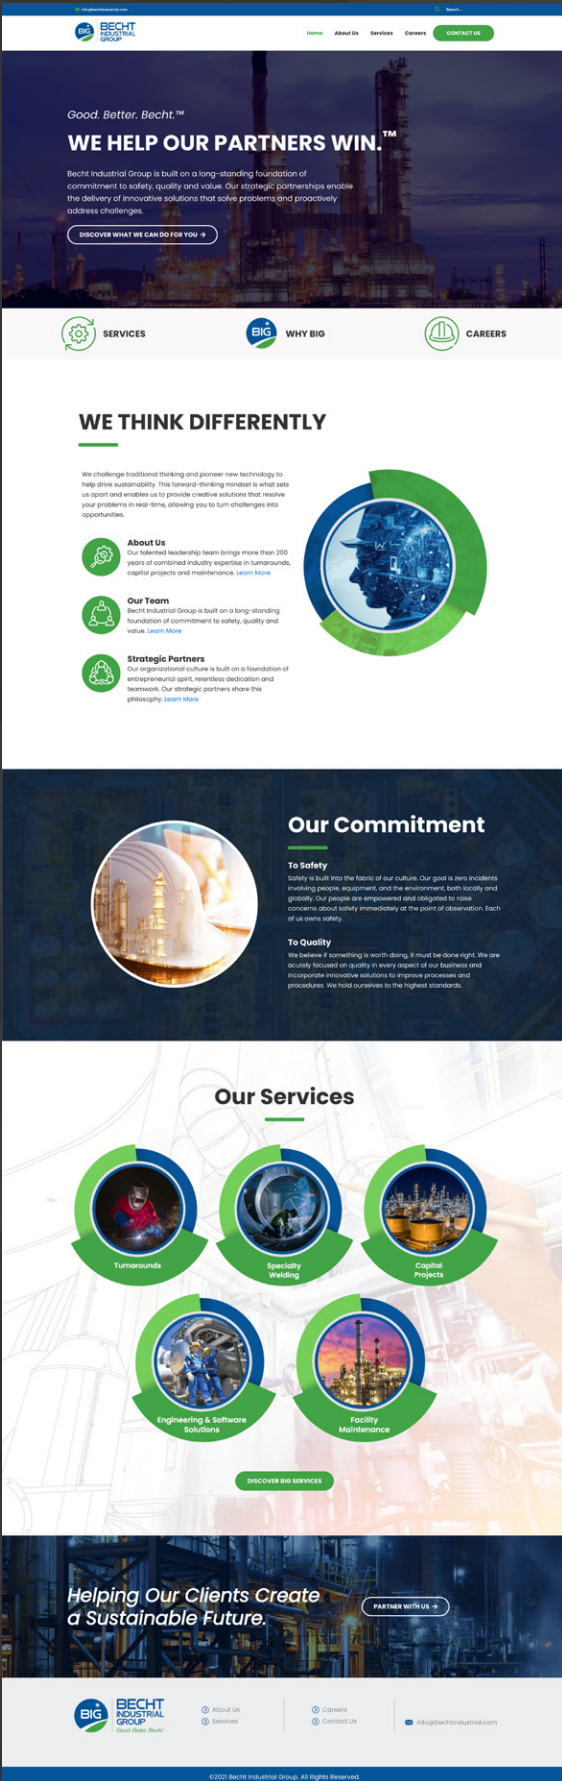 info@bechtindustrial.com
Search...
BIG
BECHT
INDUSTRIAL
GROUP
Home
About Us
Services
Careers
CONTACT US
Good. Better. Becht.™
WE HELP OUR PARTNERS WIN.™
Becht Industrial Group is built on a long-standing foundation of
commitment to safety, quality and value. Our strategic partnerships enable
the delivery of innovative solutions that solve problems and proactively
address challenges.
DISCOVER WHAT WE CAN DO FOR YOU →
SERVICES
BIG
WHY BIG
CAREERS
WE THINK DIFFERENTLY
We challenge traditional thinking and pioneer new technology to
help drive sustainability. This forward-thinking mindset is what sets
us apart and enables us to provide creative solutions that resolve
your problems in real-time, allowing you to turn challenges into
opportunities.
About Us
Our talented leadership team brings more than 200
years of combined industry expertise in turnarounds,
capital projects and maintenance. Learn More
Our Team
Becht Industrial Group is built on a long-standing
foundation of commitment to safety, quality and
value. Learn More
Strategic Partners
Our organizational culture is built on a foundation of
entrepreneurial spirit, relentless dedication and
teamwork. Our strategic partners share this
philosophy. Learn More
Our Commitment
To Safety
Safety is built into the fabric of our culture. Our goal is zero incidents
involving people, equipment, and the environment, both locally and
globally. Our people are empowered and obligated to raise
concerns about safety immediately at the point of observation. Each
of us owns safety.
To Quality
We believe if something is worth doing, it must be done right. We are
acutely focused on quality in every aspect of our business and
incorporate innovative solutions to improve processes and
procedures. We hold ourselves to the highest standards.
Our Services
Turnarounds
Specialty
Welding
Capital
Projects
Engineering & Software
Solutions
Facility
Maintenance
DISCOVER BIG SERVICES
Helping Our Clients Create
a Sustainable Future.
PARTNER WITH US →
BIG
BECHT
INDUSTRIAL
GROUP
Good. Better. Becht.
About Us
Services
Careers
Contact Us
info@bechtindustrial.com
©2021 Becht Industrial Group. All Rights Reserved.